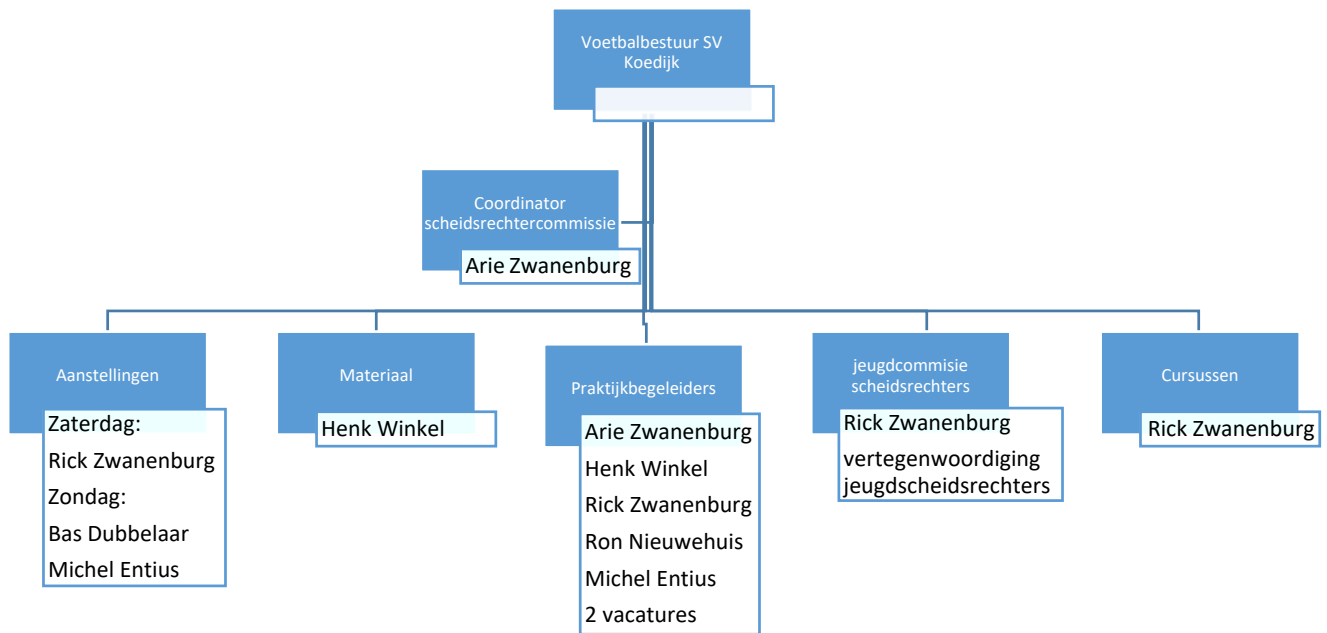 Voetbalbestuur SV
Koedijk
Coordinator
scheidsrechtercommissie
Arie Zwanenburg
Aanstellingen
Zaterdag:
Rick Zwanenburg
Zondag:
Bas Dubbelaar
Michel Entius
Materiaal
Henk Winkel
Praktijkbegeleiders
Arie Zwanenburg
Henk Winkel
Rick Zwanenburg
Ron Nieuwehuis
Michel Entius
2 vacatures
jeugdcommisie
scheidsrechters
Rick Zwanenburg
vertegenwoordiging
jeugdscheidsrechters
Cursussen
Rick Zwanenburg